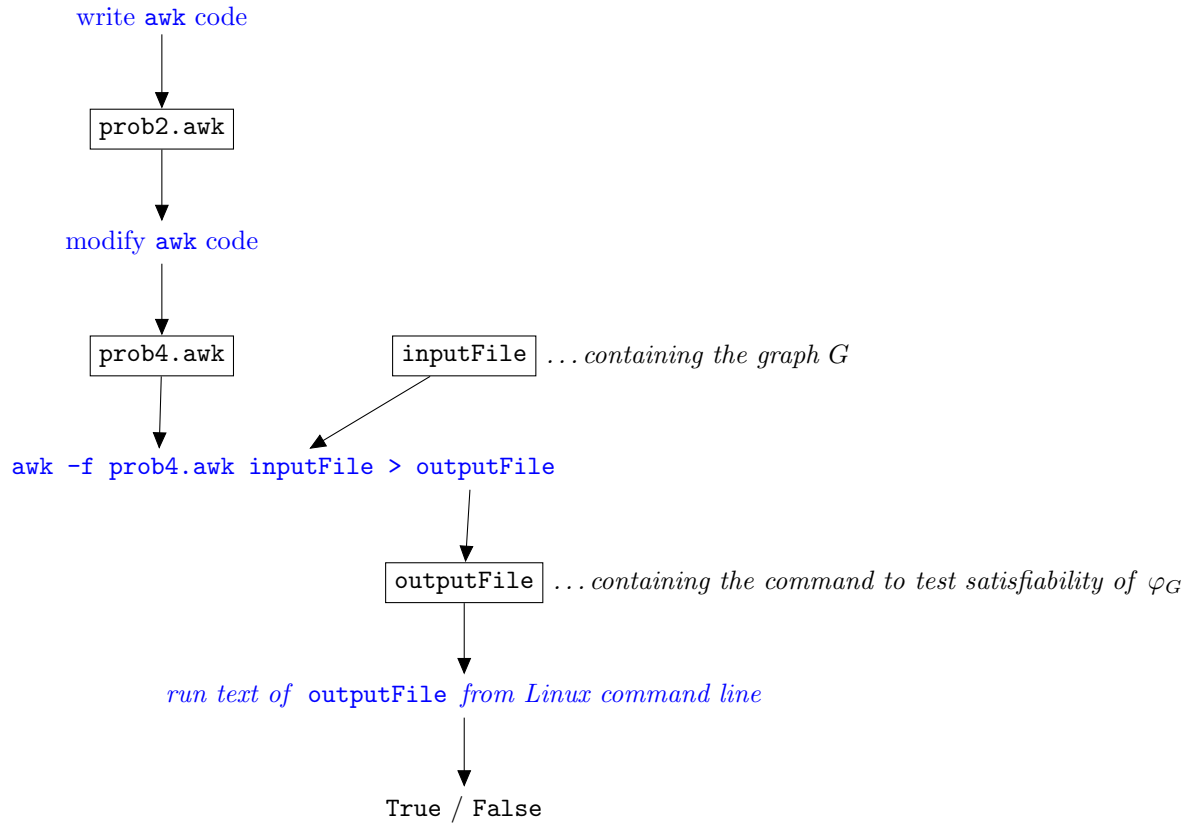 write awk code
prob2.awk
modify awk code
prob4.awk
inputFile ...containing the graph G
awk -f prob4.awk inputFile > outputFile
outputFile ...containing the command to test satisfiability of φG
run text of outputFile from Linux command line
True / False